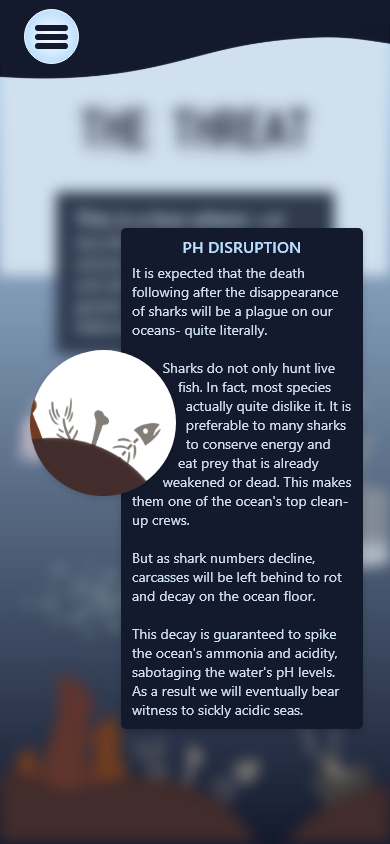 THE THREAT
PH DISRUPTION
It is expected that the death
following after the disappearance
of sharks will be a plague on our
oceans- quite literally.
Sharks do not only hunt live
fish. In fact, most species
actually quite dislike it. It is
preferable to many sharks
to conserve energy and
eat prey that is already
weakened or dead. This makes
them one of the ocean's top clean-
up crews.
But as shark numbers decline,
carcasses will be left behind to rot
and decay on the ocean floor.
This decay is guaranteed to spike
the ocean's ammonia and acidity,
sabotaging the water's pH levels.
As a result we will eventually bear
witness to sickly acidic seas.